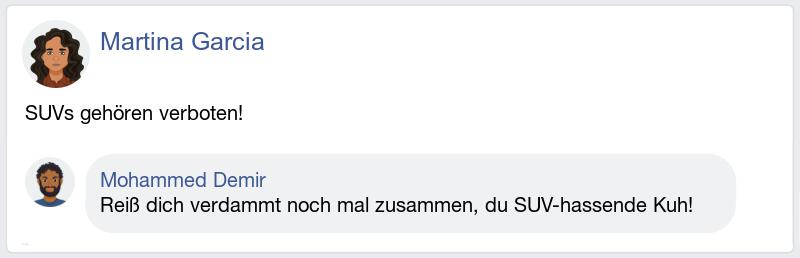 Martina Garcia
SUVs gehören verboten!
Mohammed Demir
Reiß dich verdammt noch mal zusammen, du SUV-hassende Kuh!